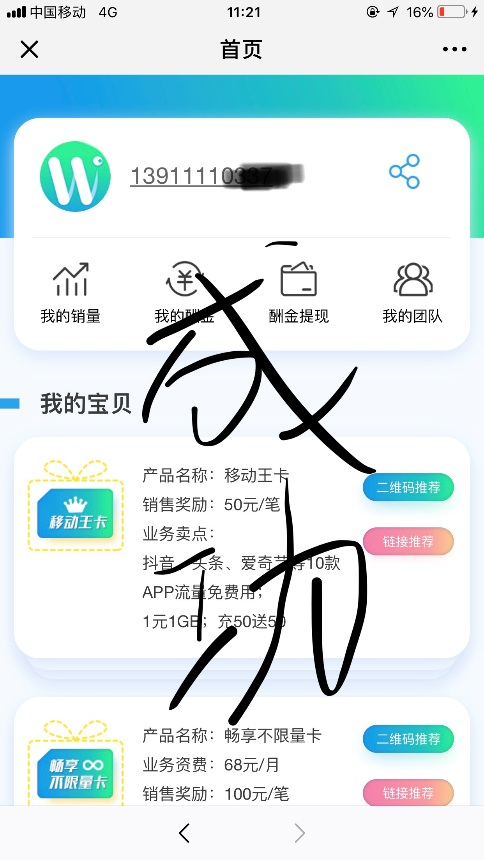 中国移动 4G 11:21 16%
首页
W
13911110
我的销量 我的酬金 酬金提现 我的团队
我的宝贝
移动王卡
产品名称：移动王卡
销售奖励：50元/笔
业务卖点：
抖音、头条、爱奇艺等10款
APP流量免费用；
1元1GB；充50送50
二维码推荐
链接推荐
成功
畅享∞
不限量卡
产品名称：畅享不限量卡
业务资费：68元/月
销售奖励：100元/笔
二维码推荐
链接推荐